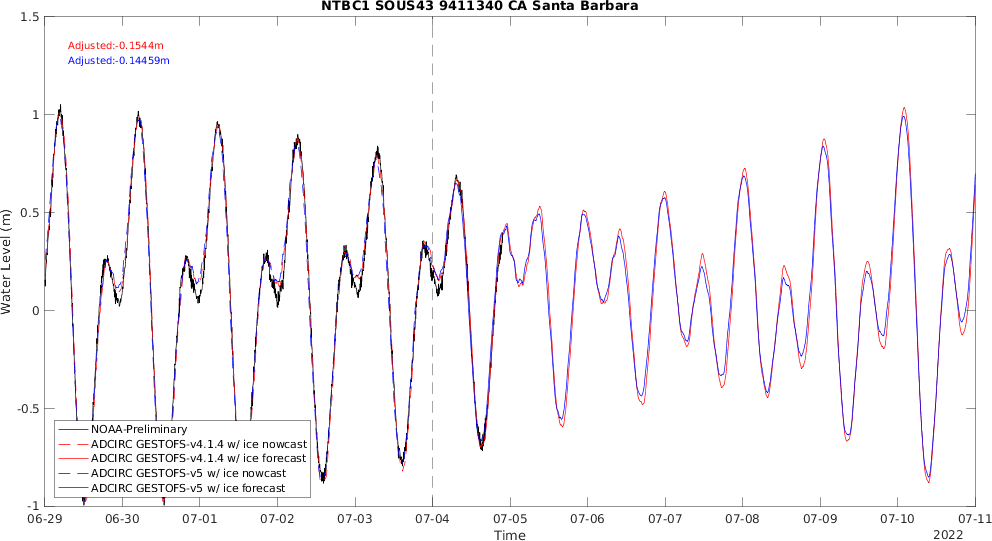 NTBC1 SOUS43 9411340 CA Santa Barbara
1.5
Adjusted:-0.1544m
Adjusted:-0.14459m
1
0.5
Water Level (m)
0
-0.5
NOAA-Preliminary
ADCIRC GESTOFS-v4.1.4 w/ ice nowcast
ADCIRC GESTOFS-v4.1.4 w/ ice forecast
ADCIRC GESTOFS-v5 w/ ice nowcast
ADCIRC GESTOFS-v5 w/ ice forecast
-1
06-29 06-30 07-01 07-02 07-03 07-04 07-05 07-06 07-07 07-08 07-09 07-10 07-11
Time
2022